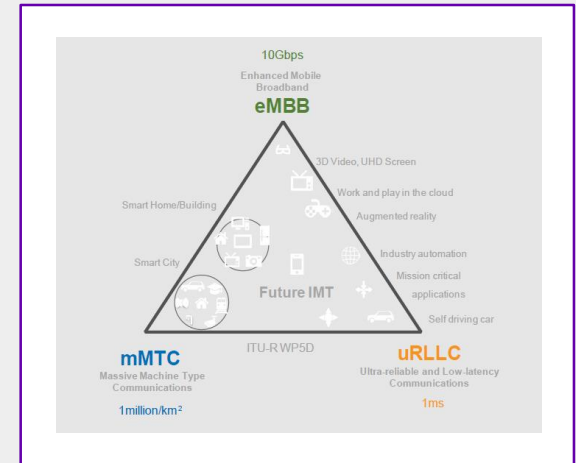 10Gbps
Enhanced Mobile
Broadband
eMBB
3D Video, UHD Screen
Work and play in the cloud
Smart Home/Building
Augmented reality
Industry automation
Smart City
Mission critical
applications
Future IMT
Self driving car
ITU-R WP5D
mMTC
Massive Machine Type
Communications
1million/km²
uRLLC
Ultra-reliable and Low-latency
Communications
1ms